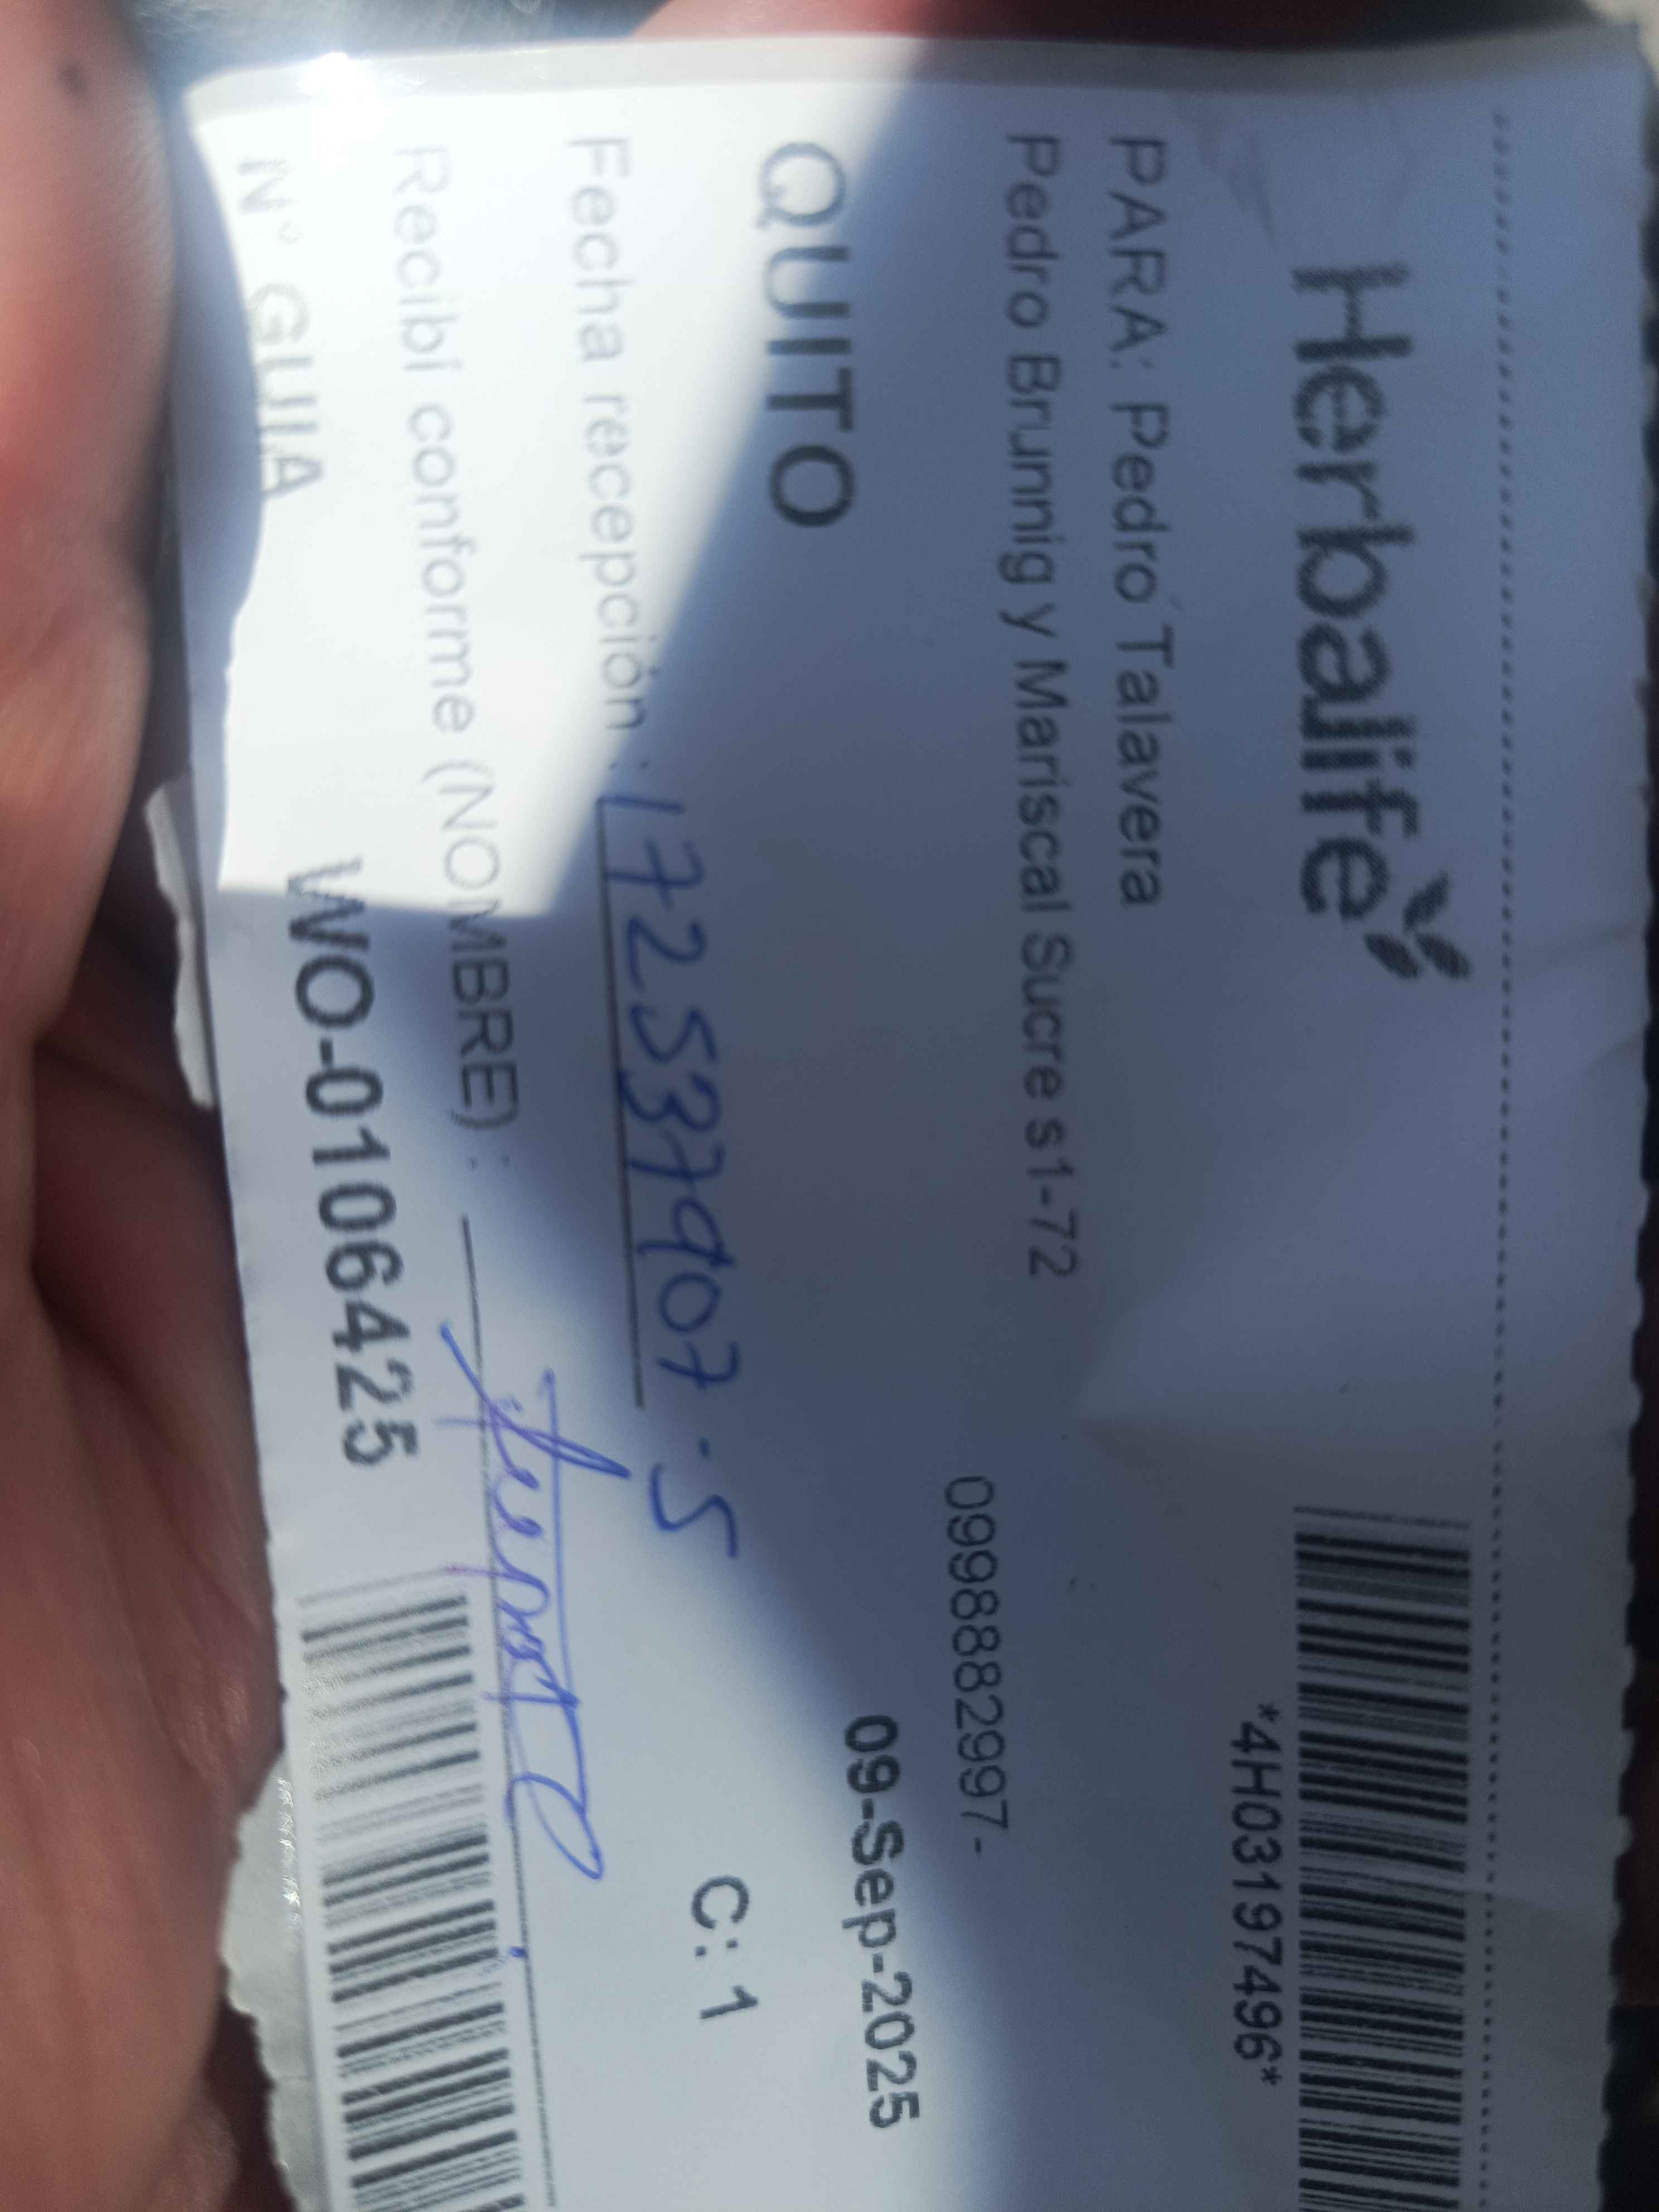 Herbalife
*4H03197496*
PARA: Pedro Talavera
Pedro Brunnig y Mariscal Sucre s1-72
0998882997-
QUITO
09-Sep-2025
Fecha recepción : 172537907-5
C: 1
Recibí conforme (NOMBRE) :
N° GUIA WO-0106425